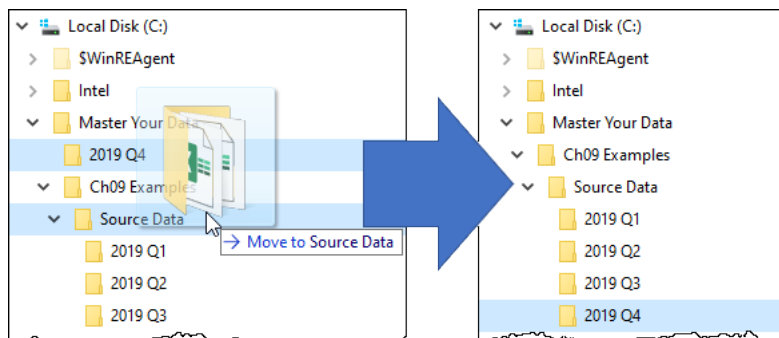 Local Disk (C:)
$WinREAgent
Intel
Master Your Data
2019 Q4
Ch09 Examples
Source Data
Move to Source Data
2019 Q1
2019 Q2
2019 Q3
Local Disk (C:)
$WinREAgent
Intel
Master Your Data
Ch09 Examples
Source Data
2019 Q1
2019 Q2
2019 Q3
2019 Q4